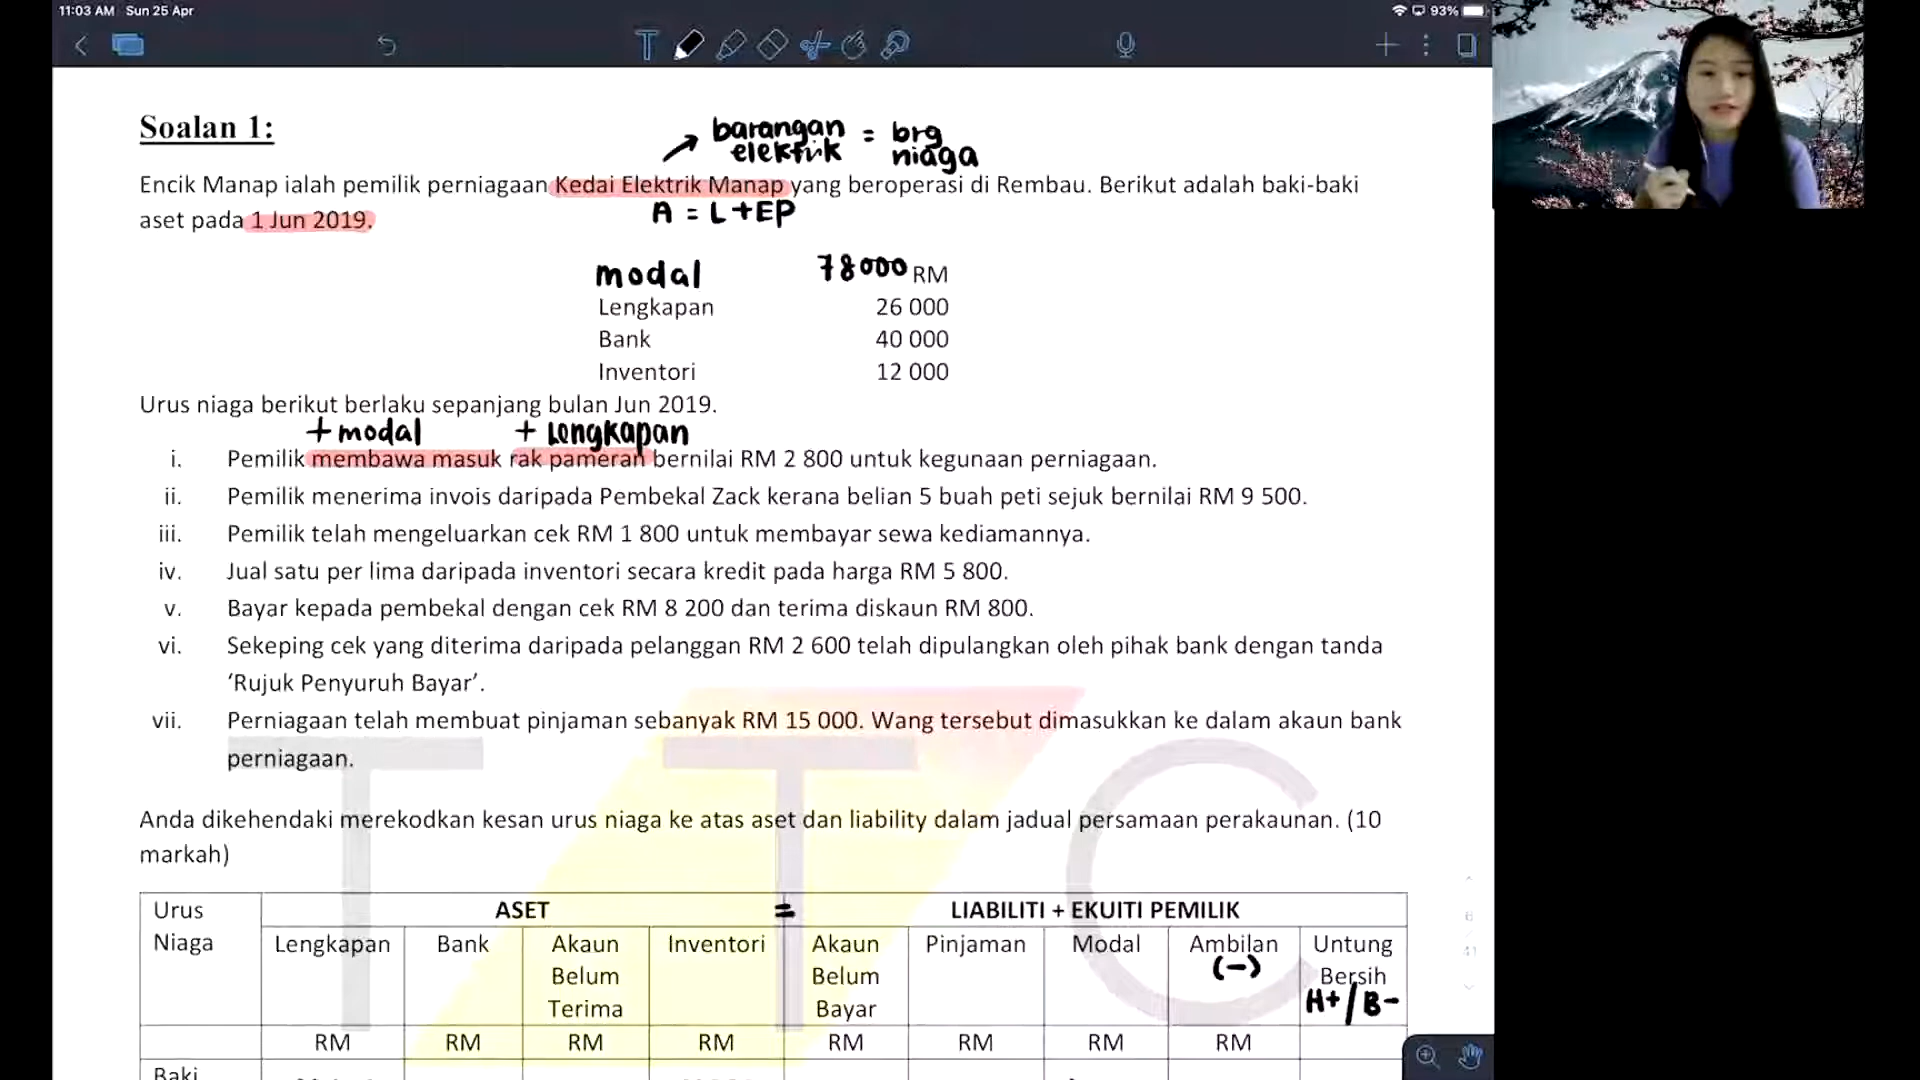 11:03 AM Sun 25 Apr
93%
Soalan 1:
barangan elektrik = brg niaga
Encik Manap ialah pemilik perniagaan Kedai Elektrik Manap yang beroperasi di Rembau. Berikut adalah baki-baki
aset pada 1 Jun 2019.
A = L + EP
modal 78000 RM
Lengkapan 26 000
Bank 40 000
Inventori 12 000
Urus niaga berikut berlaku sepanjang bulan Jun 2019.
+ modal + Lengkapan
i. Pemilik membawa masuk rak pameran bernilai RM 2 800 untuk kegunaan perniagaan.
ii. Pemilik menerima invois daripada Pembekal Zack kerana belian 5 buah peti sejuk bernilai RM 9 500.
iii. Pemilik telah mengeluarkan cek RM 1 800 untuk membayar sewa kediamannya.
iv. Jual satu per lima daripada inventori secara kredit pada harga RM 5 800.
v. Bayar kepada pembekal dengan cek RM 8 200 dan terima diskaun RM 800.
vi. Sekeping cek yang diterima daripada pelanggan RM 2 600 telah dipulangkan oleh pihak bank dengan tanda
‘Rujuk Penyuruh Bayar’.
vii. Perniagaan telah membuat pinjaman sebanyak RM 15 000. Wang tersebut dimasukkan ke dalam akaun bank
perniagaan.
Anda dikehendaki merekodkan kesan urus niaga ke atas aset dan liability dalam jadual persamaan perakaunan. (10
markah)
TTC
Urus Niaga ASET = LIABILITI + EKUITI PEMILIK
Lengkapan Bank Akaun Belum Terima Inventori Akaun Belum Bayar Pinjaman Modal Ambilan (-) Untung Bersih H+/B-
RM RM RM RM RM RM RM RM
Baki